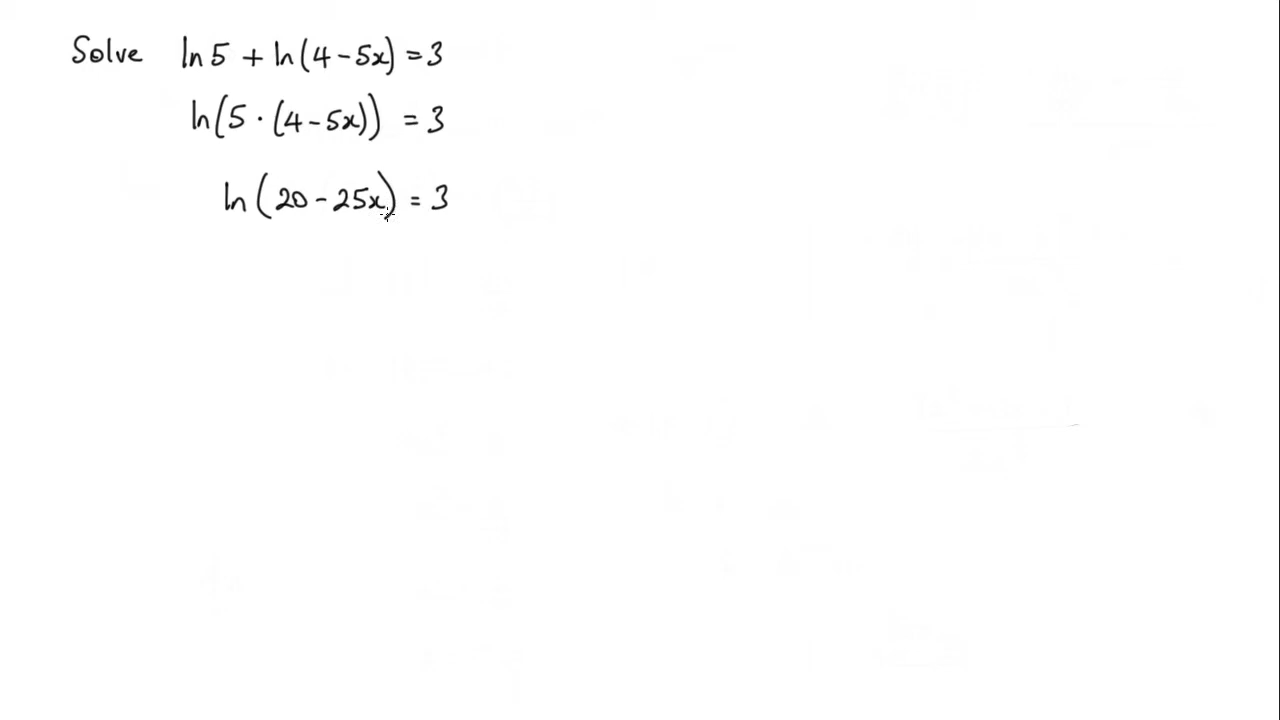 Solve ln 5 + ln(4 - 5x) = 3
ln(5 · (4 - 5x)) = 3
ln(20 - 25x) = 3